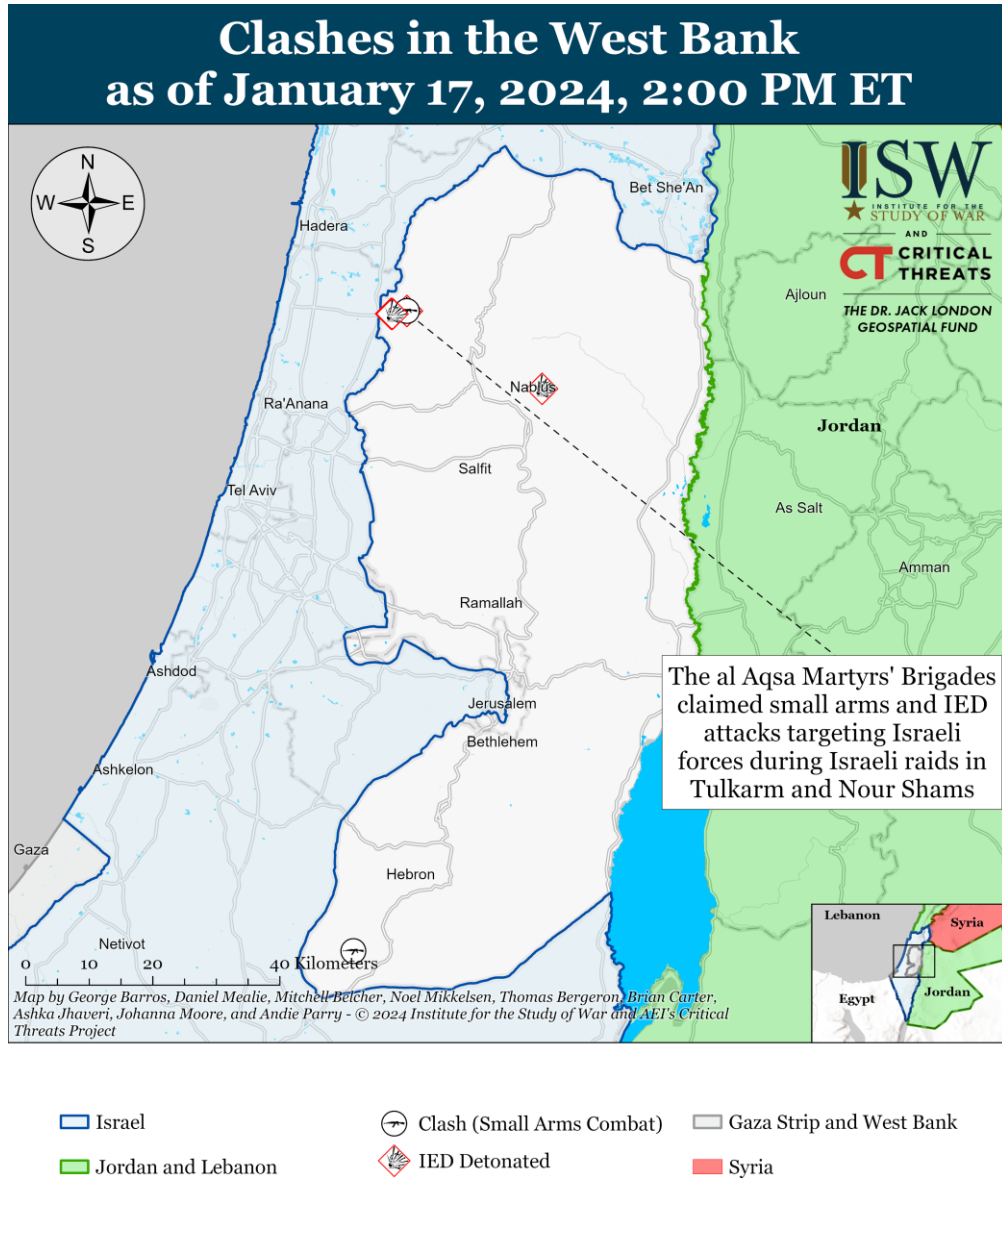 Clashes in the West Bank
as of January 17, 2024, 2:00 PM ET
N
W
E
S
ISW
INSTITUTE FOR THE
STUDY OF WAR
AND
CT CRITICAL
THREATS
THE DR. JACK LONDON
GEOSPATIAL FUND
Bet She'An
Hadera
Ajloun
Nablus
Ra'Anana
Jordan
Salfit
Tel Aviv
As Salt
Amman
Ramallah
Ashdod
The al Aqsa Martyrs' Brigades
claimed small arms and IED
attacks targeting Israeli
forces during Israeli raids in
Tulkarm and Nour Shams
Jerusalem
Bethlehem
Ashkelon
Gaza
Hebron
Netivot
0 10 20 40 Kilometers
Map by George Barros, Daniel Mealie, Mitchell Belcher, Noel Mikkelsen, Thomas Bergeron, Brian Carter,
Ashka Jhaveri, Johanna Moore, and Andie Parry - © 2024 Institute for the Study of War and AEI's Critical
Threats Project
Lebanon
Syria
Egypt
Jordan
Israel
Clash (Small Arms Combat)
Gaza Strip and West Bank
Jordan and Lebanon
IED Detonated
Syria